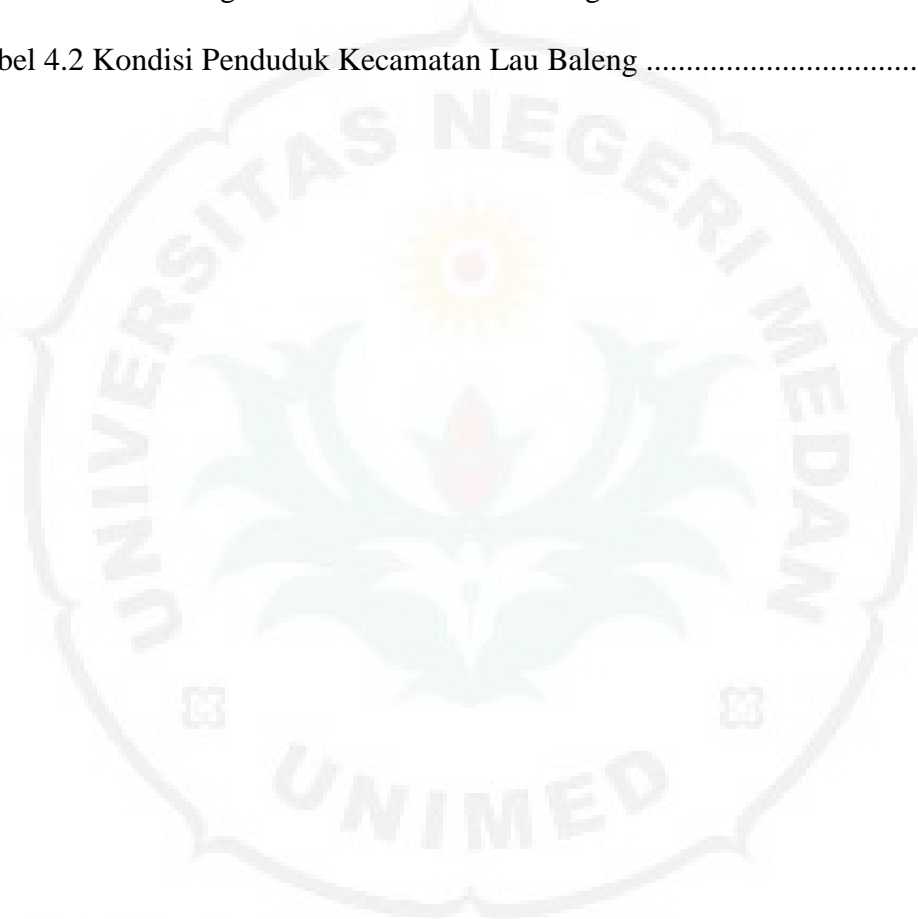 bel 4.2 Kondisi Penduduk Kecamatan Lau Baleng ..................................
UNIVERSITAS NEGERI MEDAN
UNIMED